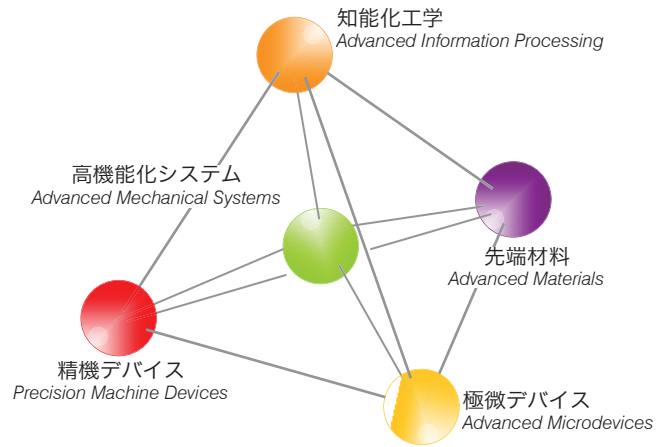 知能化工学
Advanced Information Processing
高機能化システム
Advanced Mechanical Systems
先端材料
Advanced Materials
精機デバイス
Precision Machine Devices
極微デバイス
Advanced Microdevices